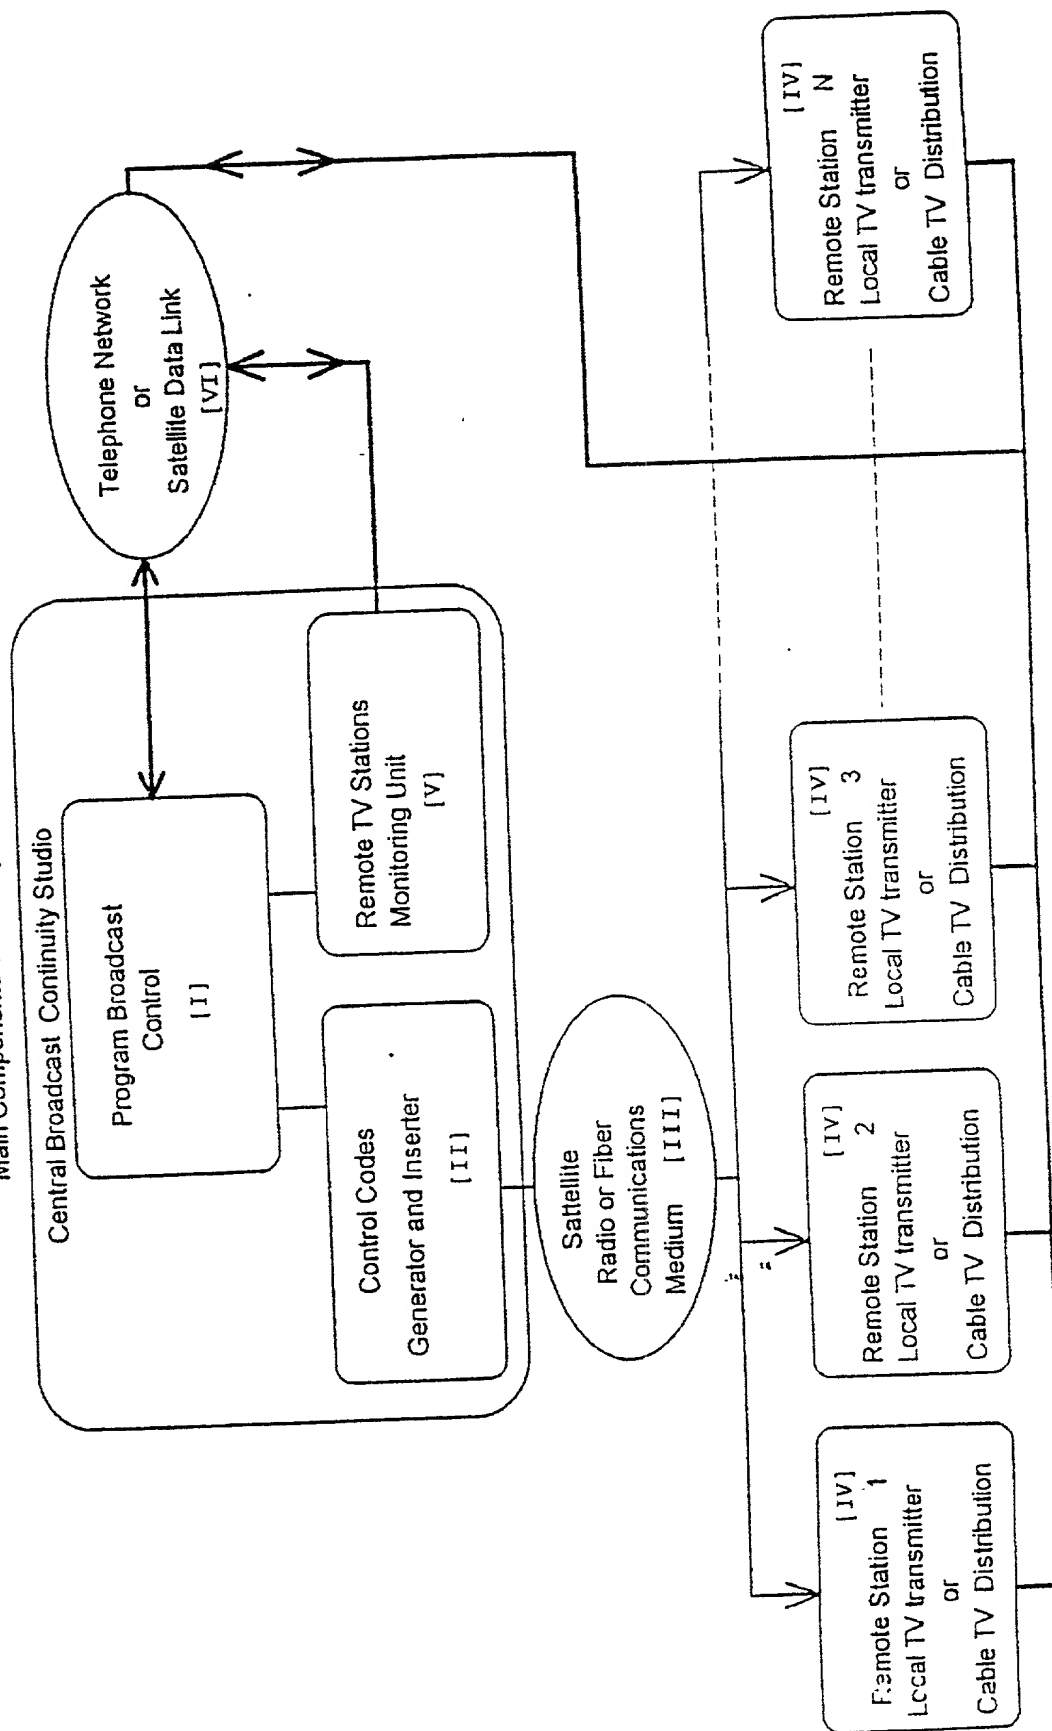 Main
Central Broadcast Continuity Studio
Program Broadcast
Control
[I]
Control Codes
Generator and Inserter
[II]
Remote TV Stations
Monitoring Unit
[V]
Telephone Network
or
Satellite Data Link
[VI]
Sattellite
Radio or Fiber
Communications
Medium [III]
[IV]
Remote Station 1
Local TV transmitter
or
Cable TV Distribution
[IV]
Remote Station 2
Local TV transmitter
or
Cable TV Distribution
[IV]
Remote Station 3
Local TV transmitter
or
Cable TV Distribution
[IV]
Remote Station N
Local TV transmitter
or
Cable TV Distribution